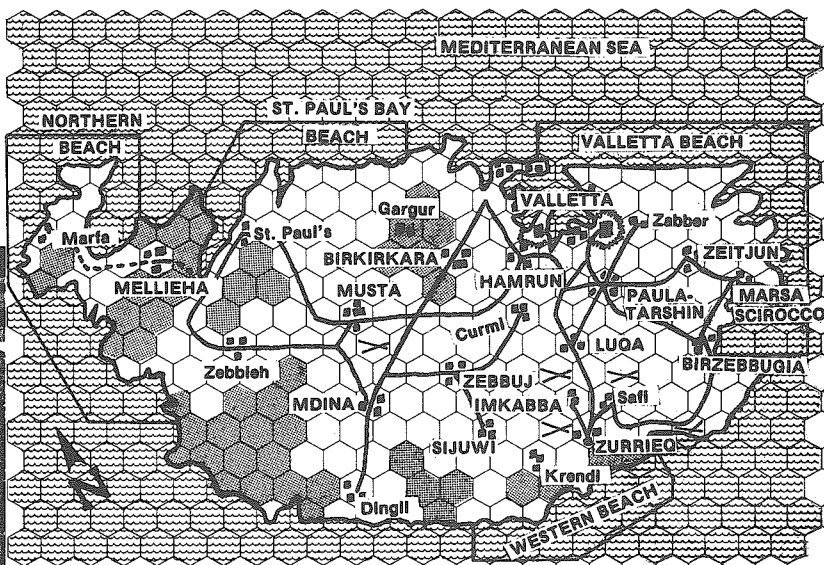 MEDITERRANEAN SEA
NORTHERN
BEACH
ST. PAUL'S BAY
BEACH
VALLETTA BEACH
Marfa
MELLIEHA
St. Paul's
Gargur
BIRKIRKARA
VALLETTA
Zabber
HAMRUN
ZEITJUN
MUSTA
Curmi
PAULA-
TARSHIN
MARSA
SCIROCCO
Zebbieh
LUQA
BIRZEBBUGIA
MDINA
ZEBBUJ
IMKABBA
Safi
SIJUWI
ZURRIEQ
Krendi
Dingli
WESTERN BEACH
N